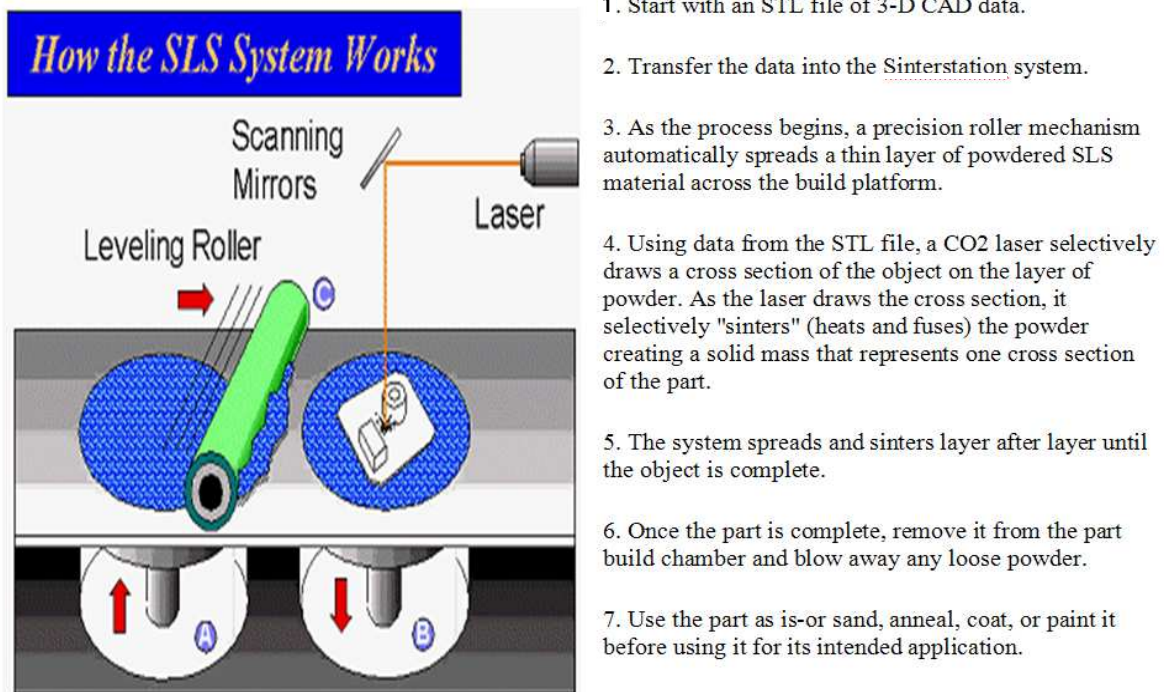 How the SLS System Works
Scanning
Mirrors
Laser
Leveling Roller
C
A
B
1. Start with an STL file of 3-D CAD data.
2. Transfer the data into the Sinterstation system.
3. As the process begins, a precision roller mechanism
automatically spreads a thin layer of powdered SLS
material across the build platform.
4. Using data from the STL file, a CO2 laser selectively
draws a cross section of the object on the layer of
powder. As the laser draws the cross section, it
selectively "sinters" (heats and fuses) the powder
creating a solid mass that represents one cross section
of the part.
5. The system spreads and sinters layer after layer until
the object is complete.
6. Once the part is complete, remove it from the part
build chamber and blow away any loose powder.
7. Use the part as is-or sand, anneal, coat, or paint it
before using it for its intended application.